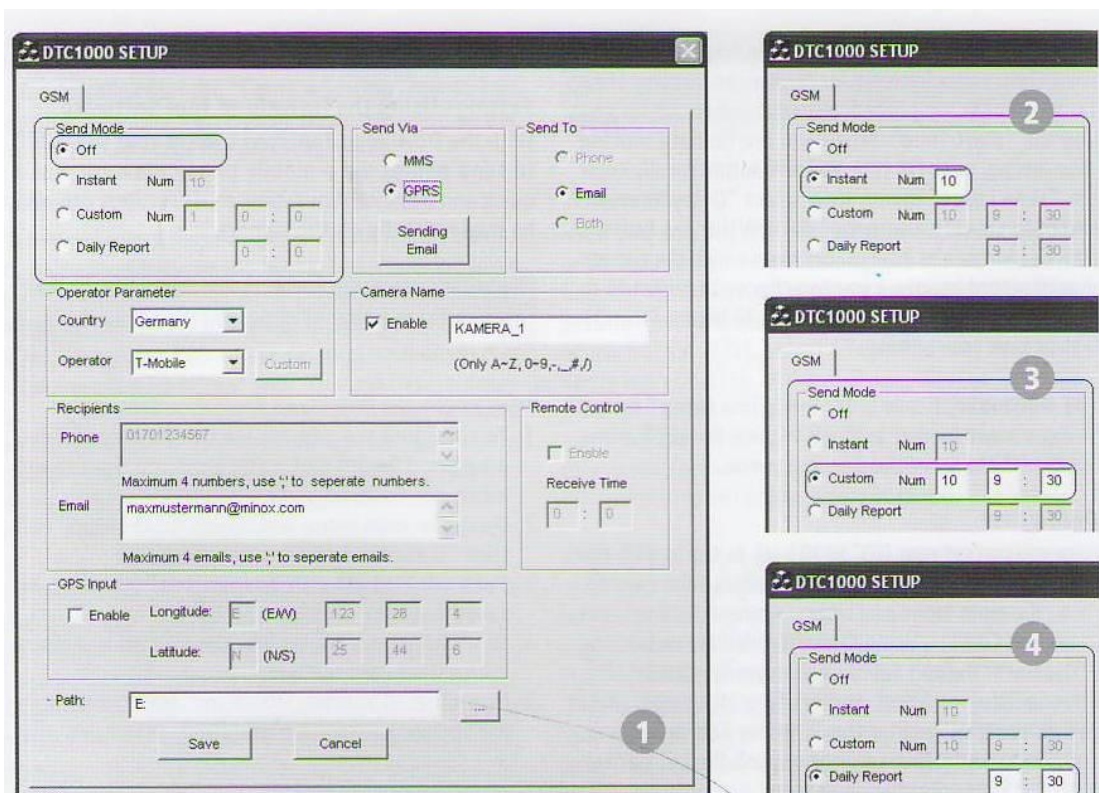 DTC1000 SETUP
GSM
Send Mode
Off
Instant Num 10
Custom Num 1 0 : 0
Daily Report 0 : 0
Send Via
MMS
GPRS
Sending
Email
Send To
Phone
Email
Both
Operator Parameter
Country Germany
Operator T-Mobile Custom
Camera Name
Enable KAMERA_1
(Only A~Z, 0~9,-,_,#,/)
Recipients
Phone 01701234567
Maximum 4 numbers, use ';' to seperate numbers.
Email maxmustermann@minox.com
Maximum 4 emails, use ';' to seperate emails.
Remote Control
Enable
Receive Time
0 : 0
GPS Input
Enable Longitude: E (E/W) 123 28 4
Latitude: N (N/S) 25 44 6
Path: E: ...
Save Cancel
1
DTC1000 SETUP
GSM
2
Send Mode
Off
Instant Num 10
Custom Num 10 9 : 30
Daily Report 9 : 30
DTC1000 SETUP
GSM
3
Send Mode
Off
Instant Num 10
Custom Num 10 9 : 30
Daily Report 9 : 30
DTC1000 SETUP
GSM
4
Send Mode
Off
Instant Num 10
Custom Num 10 9 : 30
Daily Report 9 : 30